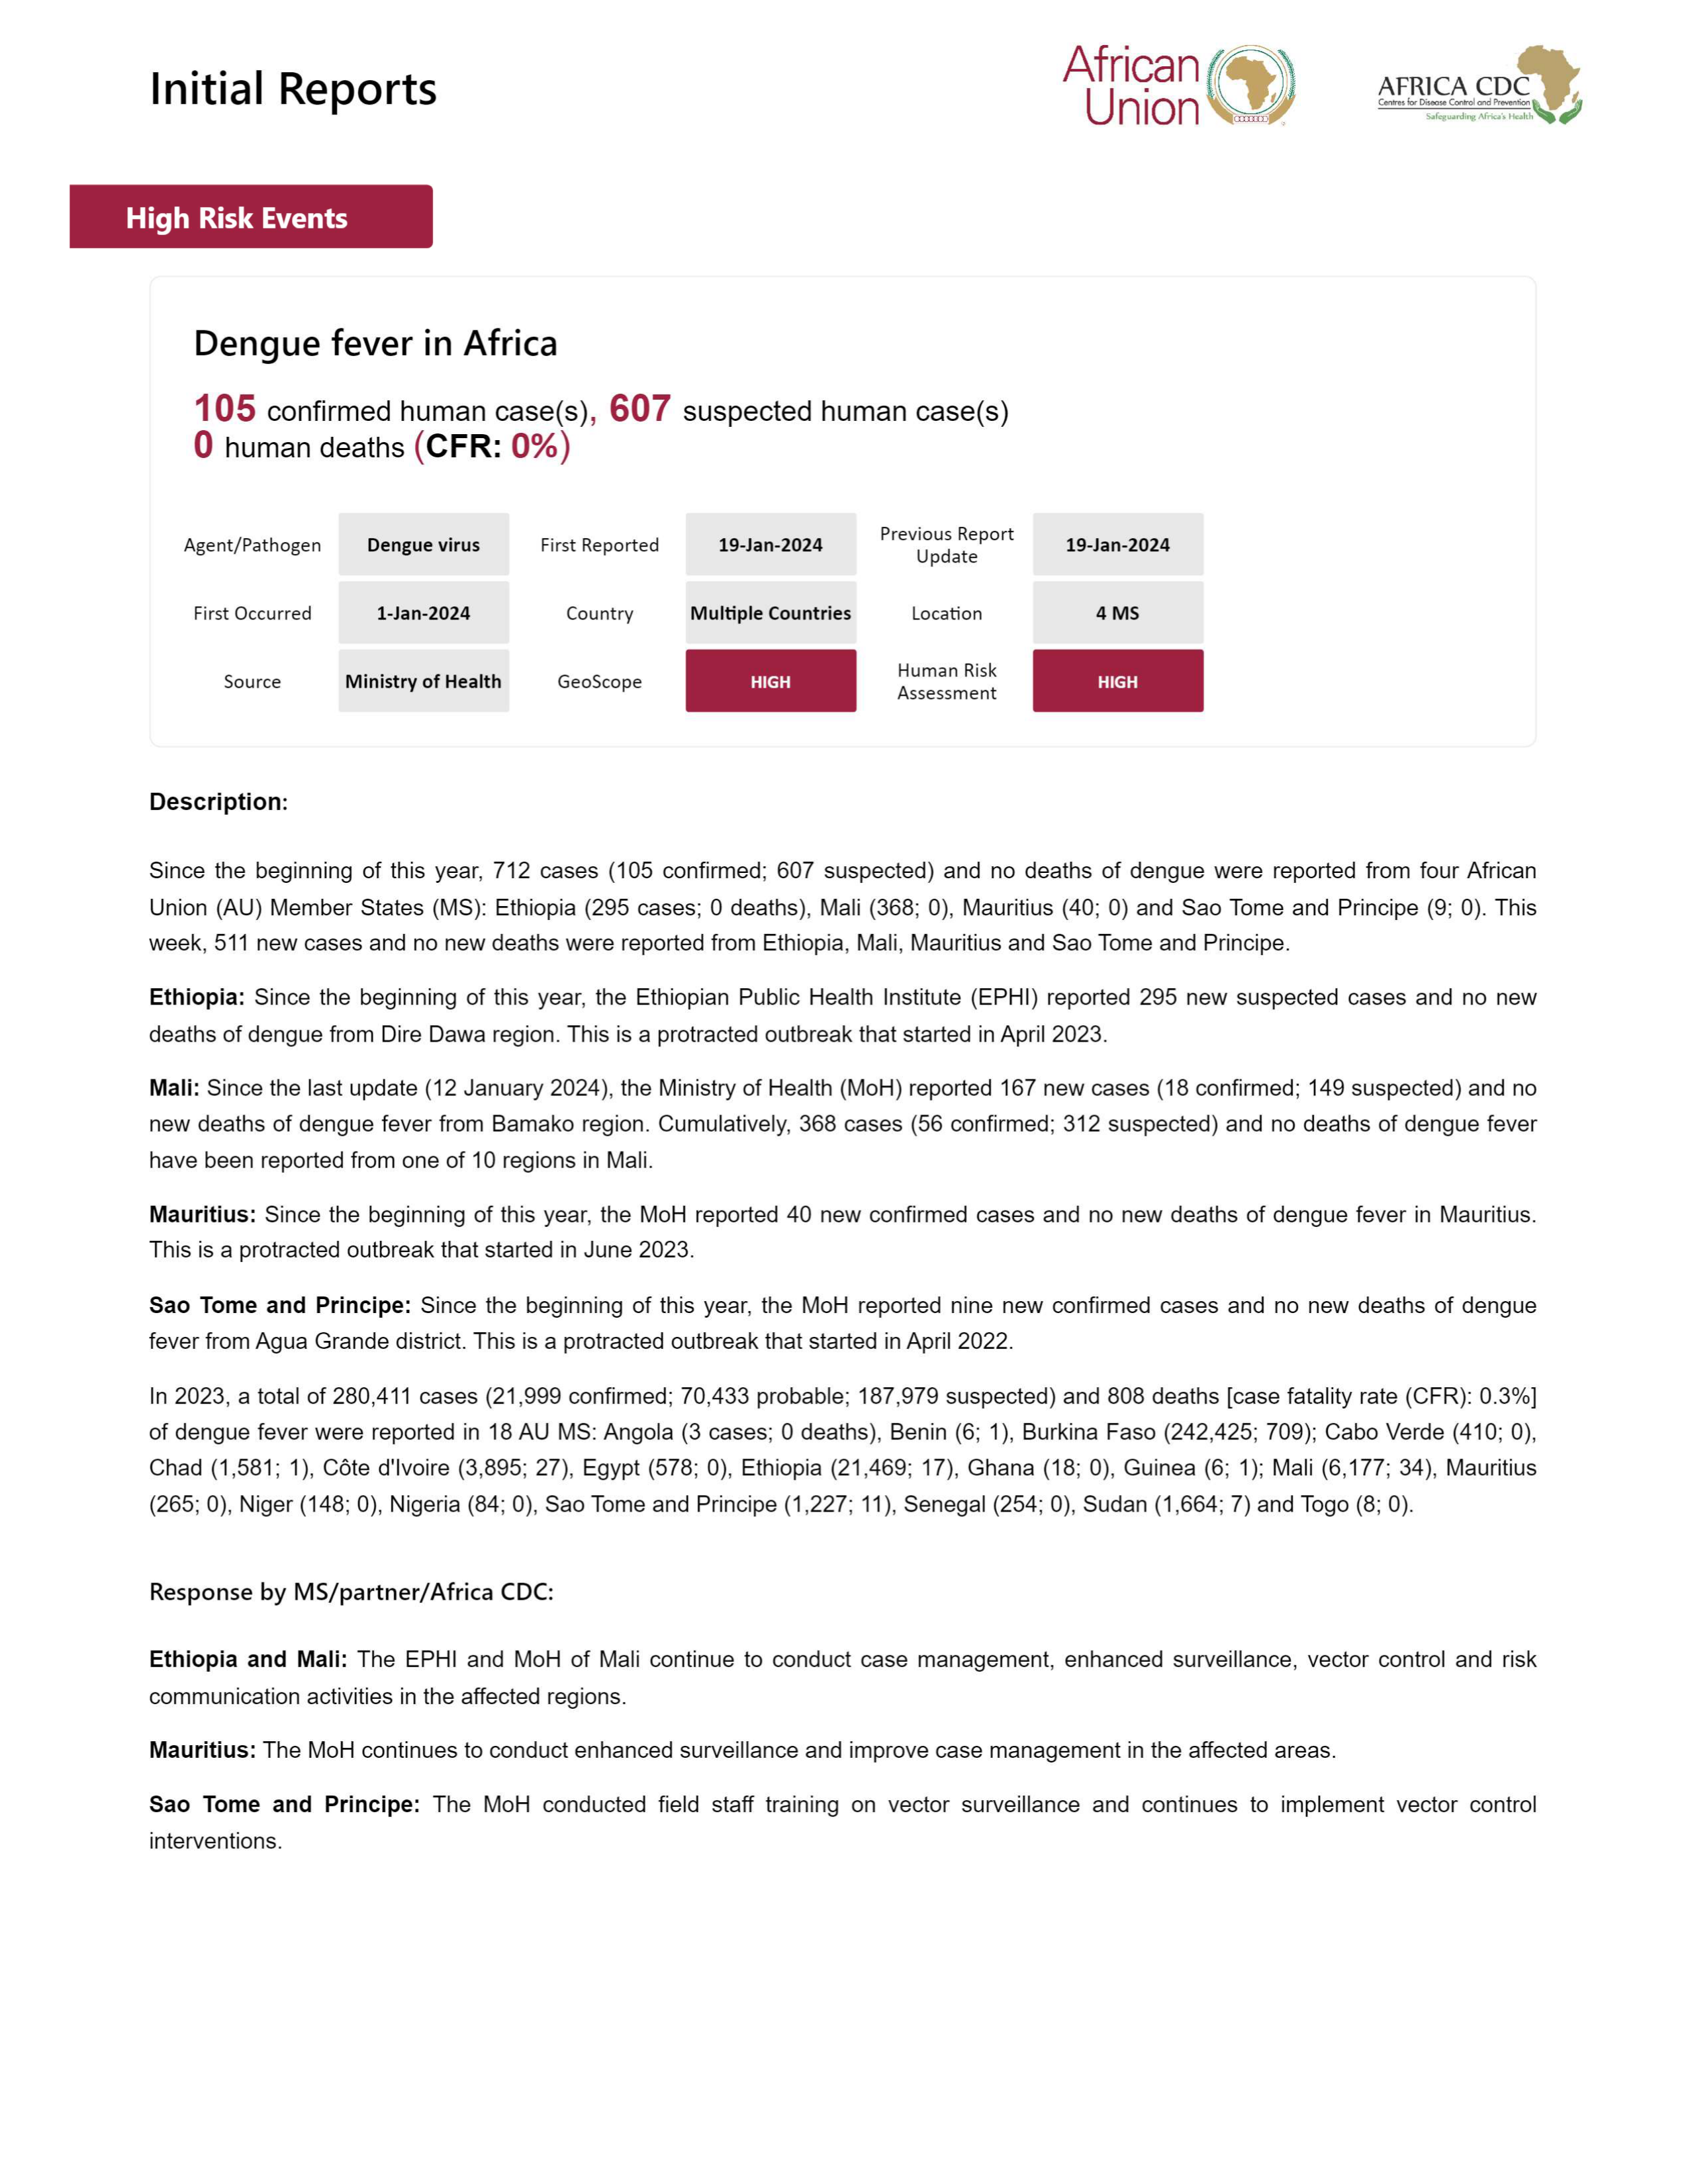 Initial Reports
African
Union
AFRICA CDC
Centres for Disease Control and Prevention
Safeguarding Africa's Health
High Risk Events
Dengue fever in Africa
105 confirmed human case(s), 607 suspected human case(s)
0 human deaths (CFR: 0%)
Agent/Pathogen Dengue virus First Reported 19-Jan-2024 Previous Report Update 19-Jan-2024
First Occurred 1-Jan-2024 Country Multiple Countries Location 4 MS
Source Ministry of Health GeoScope HIGH Human Risk Assessment HIGH
Description:
Since the beginning of this year, 712 cases (105 confirmed; 607 suspected) and no deaths of dengue were reported from four African
Union (AU) Member States (MS): Ethiopia (295 cases; 0 deaths), Mali (368; 0), Mauritius (40; 0) and Sao Tome and Principe (9; 0). This
week, 511 new cases and no new deaths were reported from Ethiopia, Mali, Mauritius and Sao Tome and Principe.
Ethiopia: Since the beginning of this year, the Ethiopian Public Health Institute (EPHI) reported 295 new suspected cases and no new
deaths of dengue from Dire Dawa region. This is a protracted outbreak that started in April 2023.
Mali: Since the last update (12 January 2024), the Ministry of Health (MoH) reported 167 new cases (18 confirmed; 149 suspected) and no
new deaths of dengue fever from Bamako region. Cumulatively, 368 cases (56 confirmed; 312 suspected) and no deaths of dengue fever
have been reported from one of 10 regions in Mali.
Mauritius: Since the beginning of this year, the MoH reported 40 new confirmed cases and no new deaths of dengue fever in Mauritius.
This is a protracted outbreak that started in June 2023.
Sao Tome and Principe: Since the beginning of this year, the MoH reported nine new confirmed cases and no new deaths of dengue
fever from Agua Grande district. This is a protracted outbreak that started in April 2022.
In 2023, a total of 280,411 cases (21,999 confirmed; 70,433 probable; 187,979 suspected) and 808 deaths [case fatality rate (CFR): 0.3%]
of dengue fever were reported in 18 AU MS: Angola (3 cases; 0 deaths), Benin (6; 1), Burkina Faso (242,425; 709); Cabo Verde (410; 0),
Chad (1,581; 1), Côte d'Ivoire (3,895; 27), Egypt (578; 0), Ethiopia (21,469; 17), Ghana (18; 0), Guinea (6; 1); Mali (6,177; 34), Mauritius
(265; 0), Niger (148; 0), Nigeria (84; 0), Sao Tome and Principe (1,227; 11), Senegal (254; 0), Sudan (1,664; 7) and Togo (8; 0).
Response by MS/partner/Africa CDC:
Ethiopia and Mali: The EPHI and MoH of Mali continue to conduct case management, enhanced surveillance, vector control and risk
communication activities in the affected regions.
Mauritius: The MoH continues to conduct enhanced surveillance and improve case management in the affected areas.
Sao Tome and Principe: The MoH conducted field staff training on vector surveillance and continues to implement vector control
interventions.